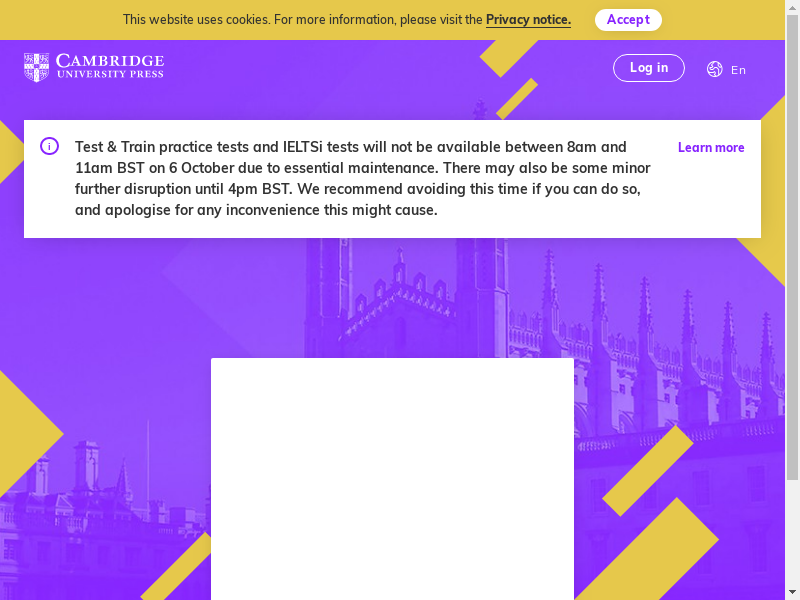 This website uses cookies. For more information, please visit the Privacy notice.
Accept
CAMBRIDGE
UNIVERSITY PRESS
Log in
En
Test & Train practice tests and IELTSi tests will not be available between 8am and
11am BST on 6 October due to essential maintenance. There may also be some minor
further disruption until 4pm BST. We recommend avoiding this time if you can do so,
and apologise for any inconvenience this might cause.
Learn more